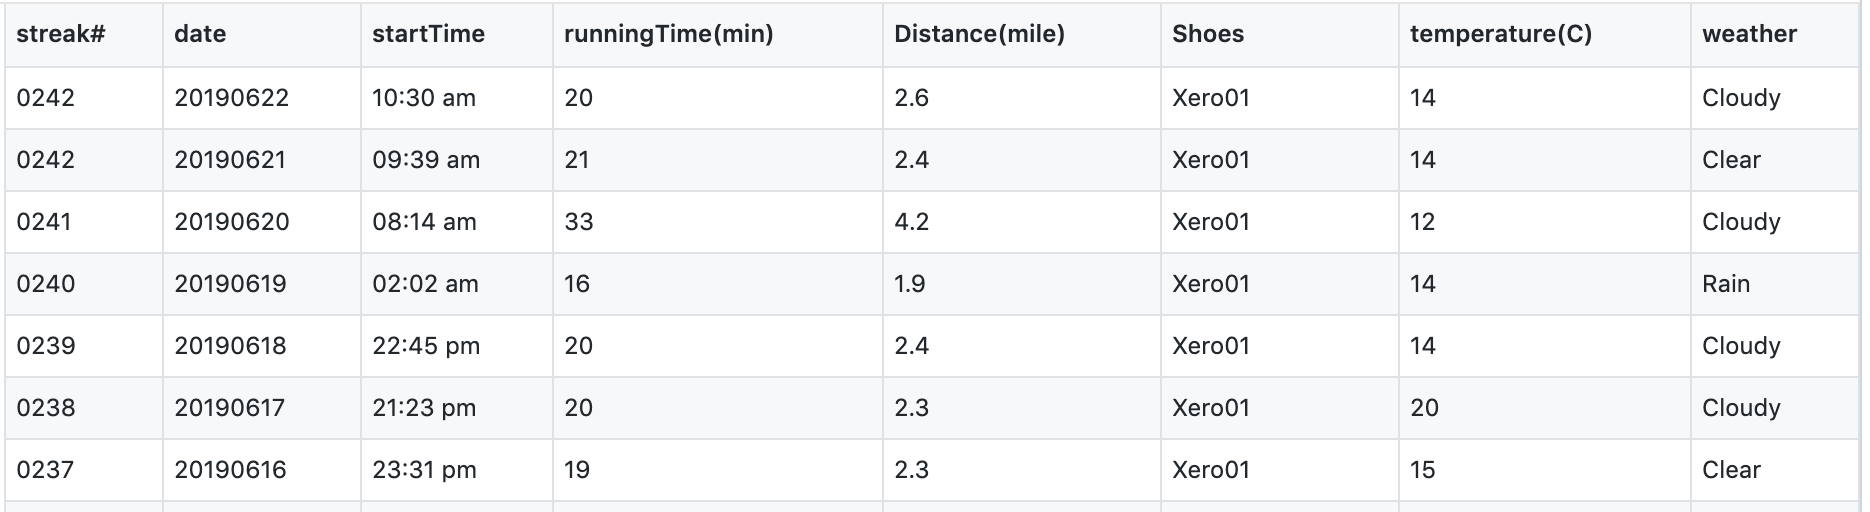 streak# date startTime runningTime(min) Distance(mile) Shoes temperature(C) weather
0242 20190622 10:30 am 20 2.6 Xero01 14 Cloudy
0242 20190621 09:39 am 21 2.4 Xero01 14 Clear
0241 20190620 08:14 am 33 4.2 Xero01 12 Cloudy
0240 20190619 02:02 am 16 1.9 Xero01 14 Rain
0239 20190618 22:45 pm 20 2.4 Xero01 14 Cloudy
0238 20190617 21:23 pm 20 2.3 Xero01 20 Cloudy
0237 20190616 23:31 pm 19 2.3 Xero01 15 Clear